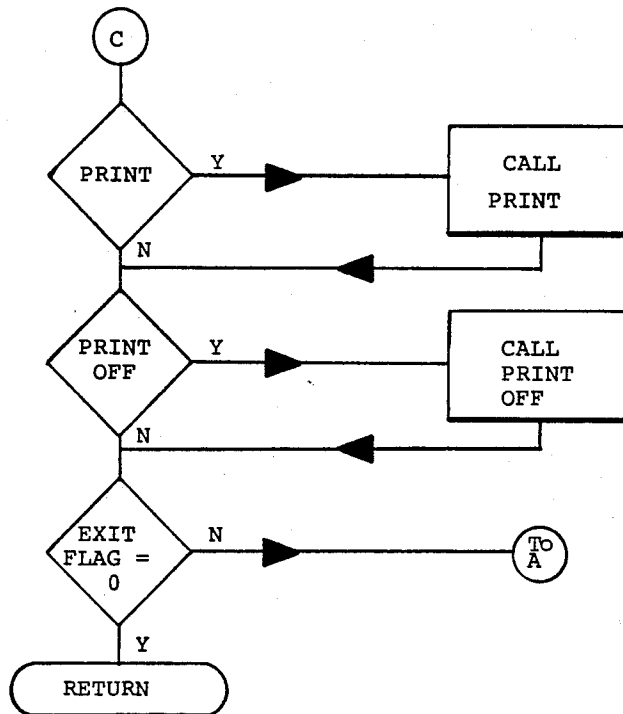 C
PRINT
Y
CALL
PRINT
N
PRINT
OFF
Y
CALL
PRINT
OFF
N
EXIT
FLAG =
0
N
To
A
Y
RETURN